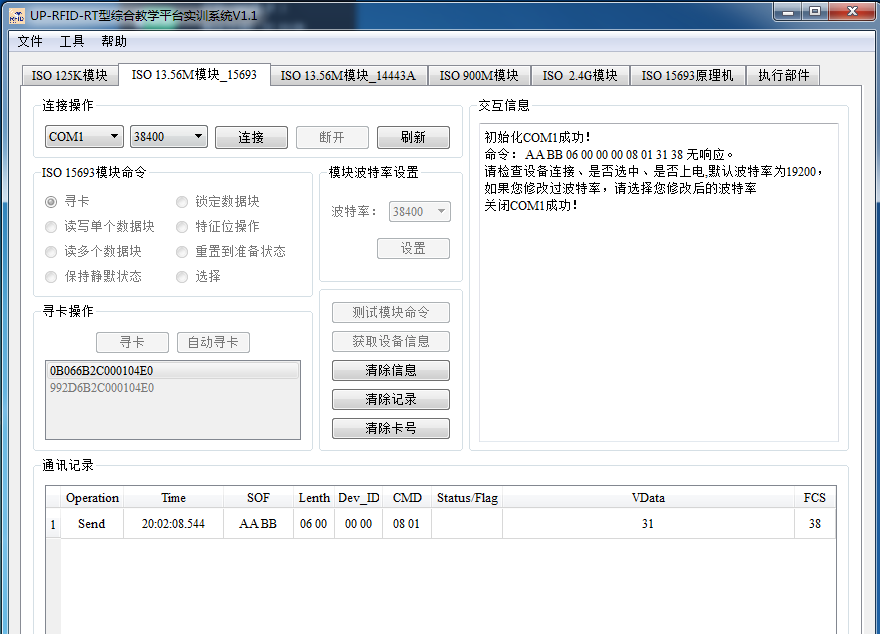 UP-RFID-RT型综合教学平台实训系统V1.1
文件 工具 帮助
ISO 125K模块 ISO 13.56M模块_15693 ISO 13.56M模块_14443A ISO 900M模块 ISO 2.4G模块 ISO 15693原理机 执行部件
连接操作
COM1 38400 连接 断开 刷新
ISO 15693模块命令
寻卡 锁定数据块
读写单个数据块 特征位操作
读多个数据块 重置到准备状态
保持静默状态 选择
模块波特率设置
波特率： 38400
设置
寻卡操作
寻卡 自动寻卡
0B066B2C000104E0
992D6B2C000104E0
测试模块命令
获取设备信息
清除信息
清除记录
清除卡号
交互信息
初始化COM1成功！
命令： AA BB 06 00 00 00 08 01 31 38 无响应。
请检查设备连接、是否选中、是否上电,默认波特率为19200，
如果您修改过波特率，请选择您修改后的波特率
关闭COM1成功！
通讯记录
Operation Time SOF Lenth Dev_ID CMD Status/Flag VData FCS
1 Send 20:02:08.544 AA BB 06 00 00 00 08 01 31 38